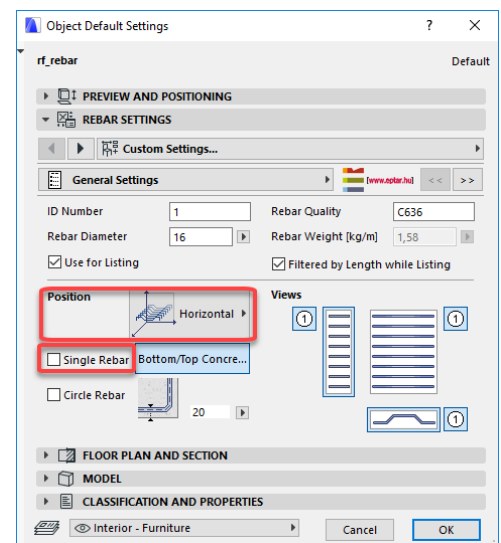 Object Default Settings ? ×
rf_rebar Default
PREVIEW AND POSITIONING
REBAR SETTINGS
Custom Settings...
General Settings [www.eptar.hu] << >>
ID Number 1 Rebar Quality C636
Rebar Diameter 16 Rebar Weight [kg/m] 1,58
Use for Listing Filtered by Length while Listing
Position Horizontal Views
1 1
Single Rebar Bottom/Top Concre...
Circle Rebar
20 1
FLOOR PLAN AND SECTION
MODEL
CLASSIFICATION AND PROPERTIES
Interior - Furniture Cancel OK